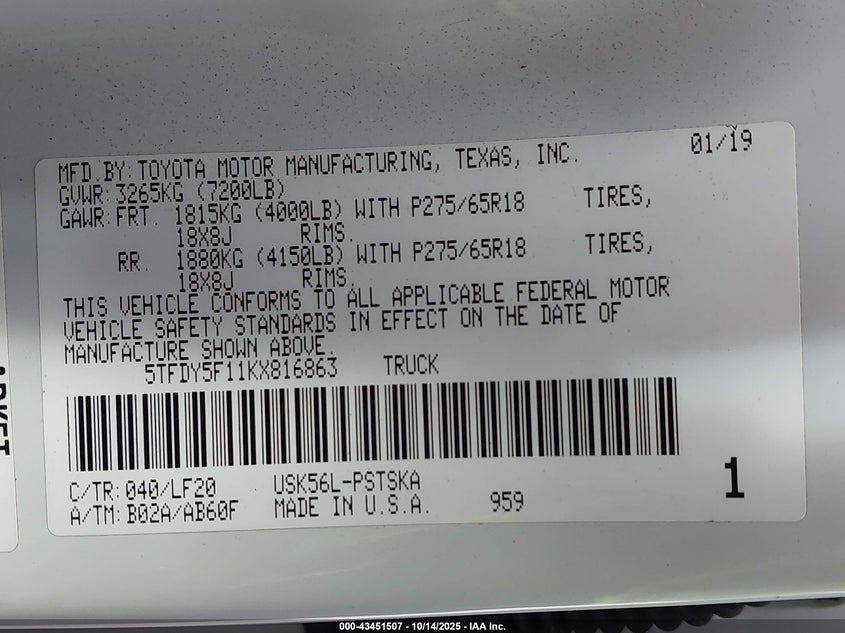 MFD.BY:TOYOTA MOTOR MANUFACTURING, TEXAS, INC. 01/19
GVWR:3265KG (7200LB)
GAWR:FRT. 1815KG (4000LB) WITH P275/65R18 TIRES,
18X8J RIMS.
RR. 1880KG (4150LB) WITH P275/65R18 TIRES,
18X8J RIMS.
THIS VEHICLE CONFORMS TO ALL APPLICABLE FEDERAL MOTOR
VEHICLE SAFETY STANDARDS IN EFFECT ON THE DATE OF
MANUFACTURE SHOWN ABOVE.
5TFDY5F11KX816863 TRUCK
C/TR:040/LF20 USK56L-PSTSKA
A/TM:B02A/AB60F MADE IN U.S.A. 959
1
000-43451507 - 10/14/2025 - IAA Inc.